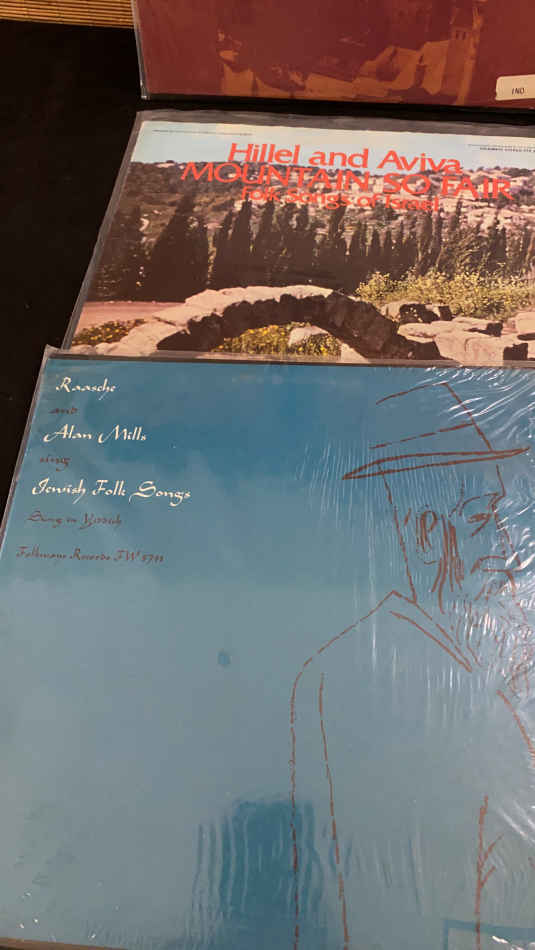 IND
Hillel and Aviva
MOUNTAIN SO FAIR
Folk Songs of Israel
Raasche
and
Alan Mills
sing
Jewish Folk Songs
Sung in Yiddish
Folkways Records FW 8711